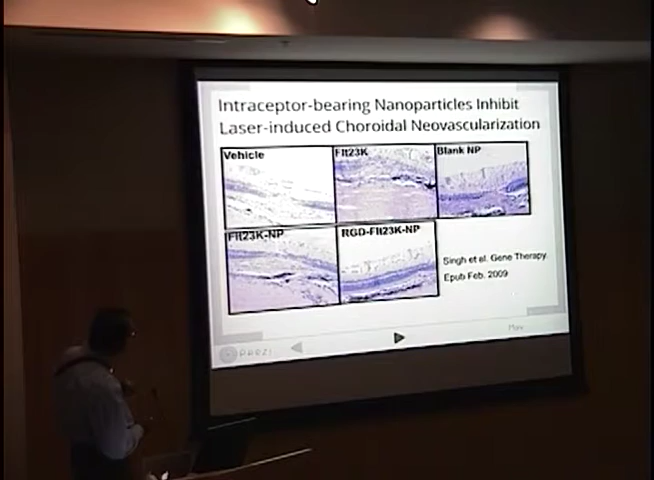 Intraceptor-bearing Nanoparticles Inhibit
Laser-induced Choroidal Neovascularization
Vehicle
Flt23K
Blank NP
Flt23K-NP
RGD-Flt23K-NP
Singh et al. Gene Therapy.
Epub Feb. 2009
PREZI